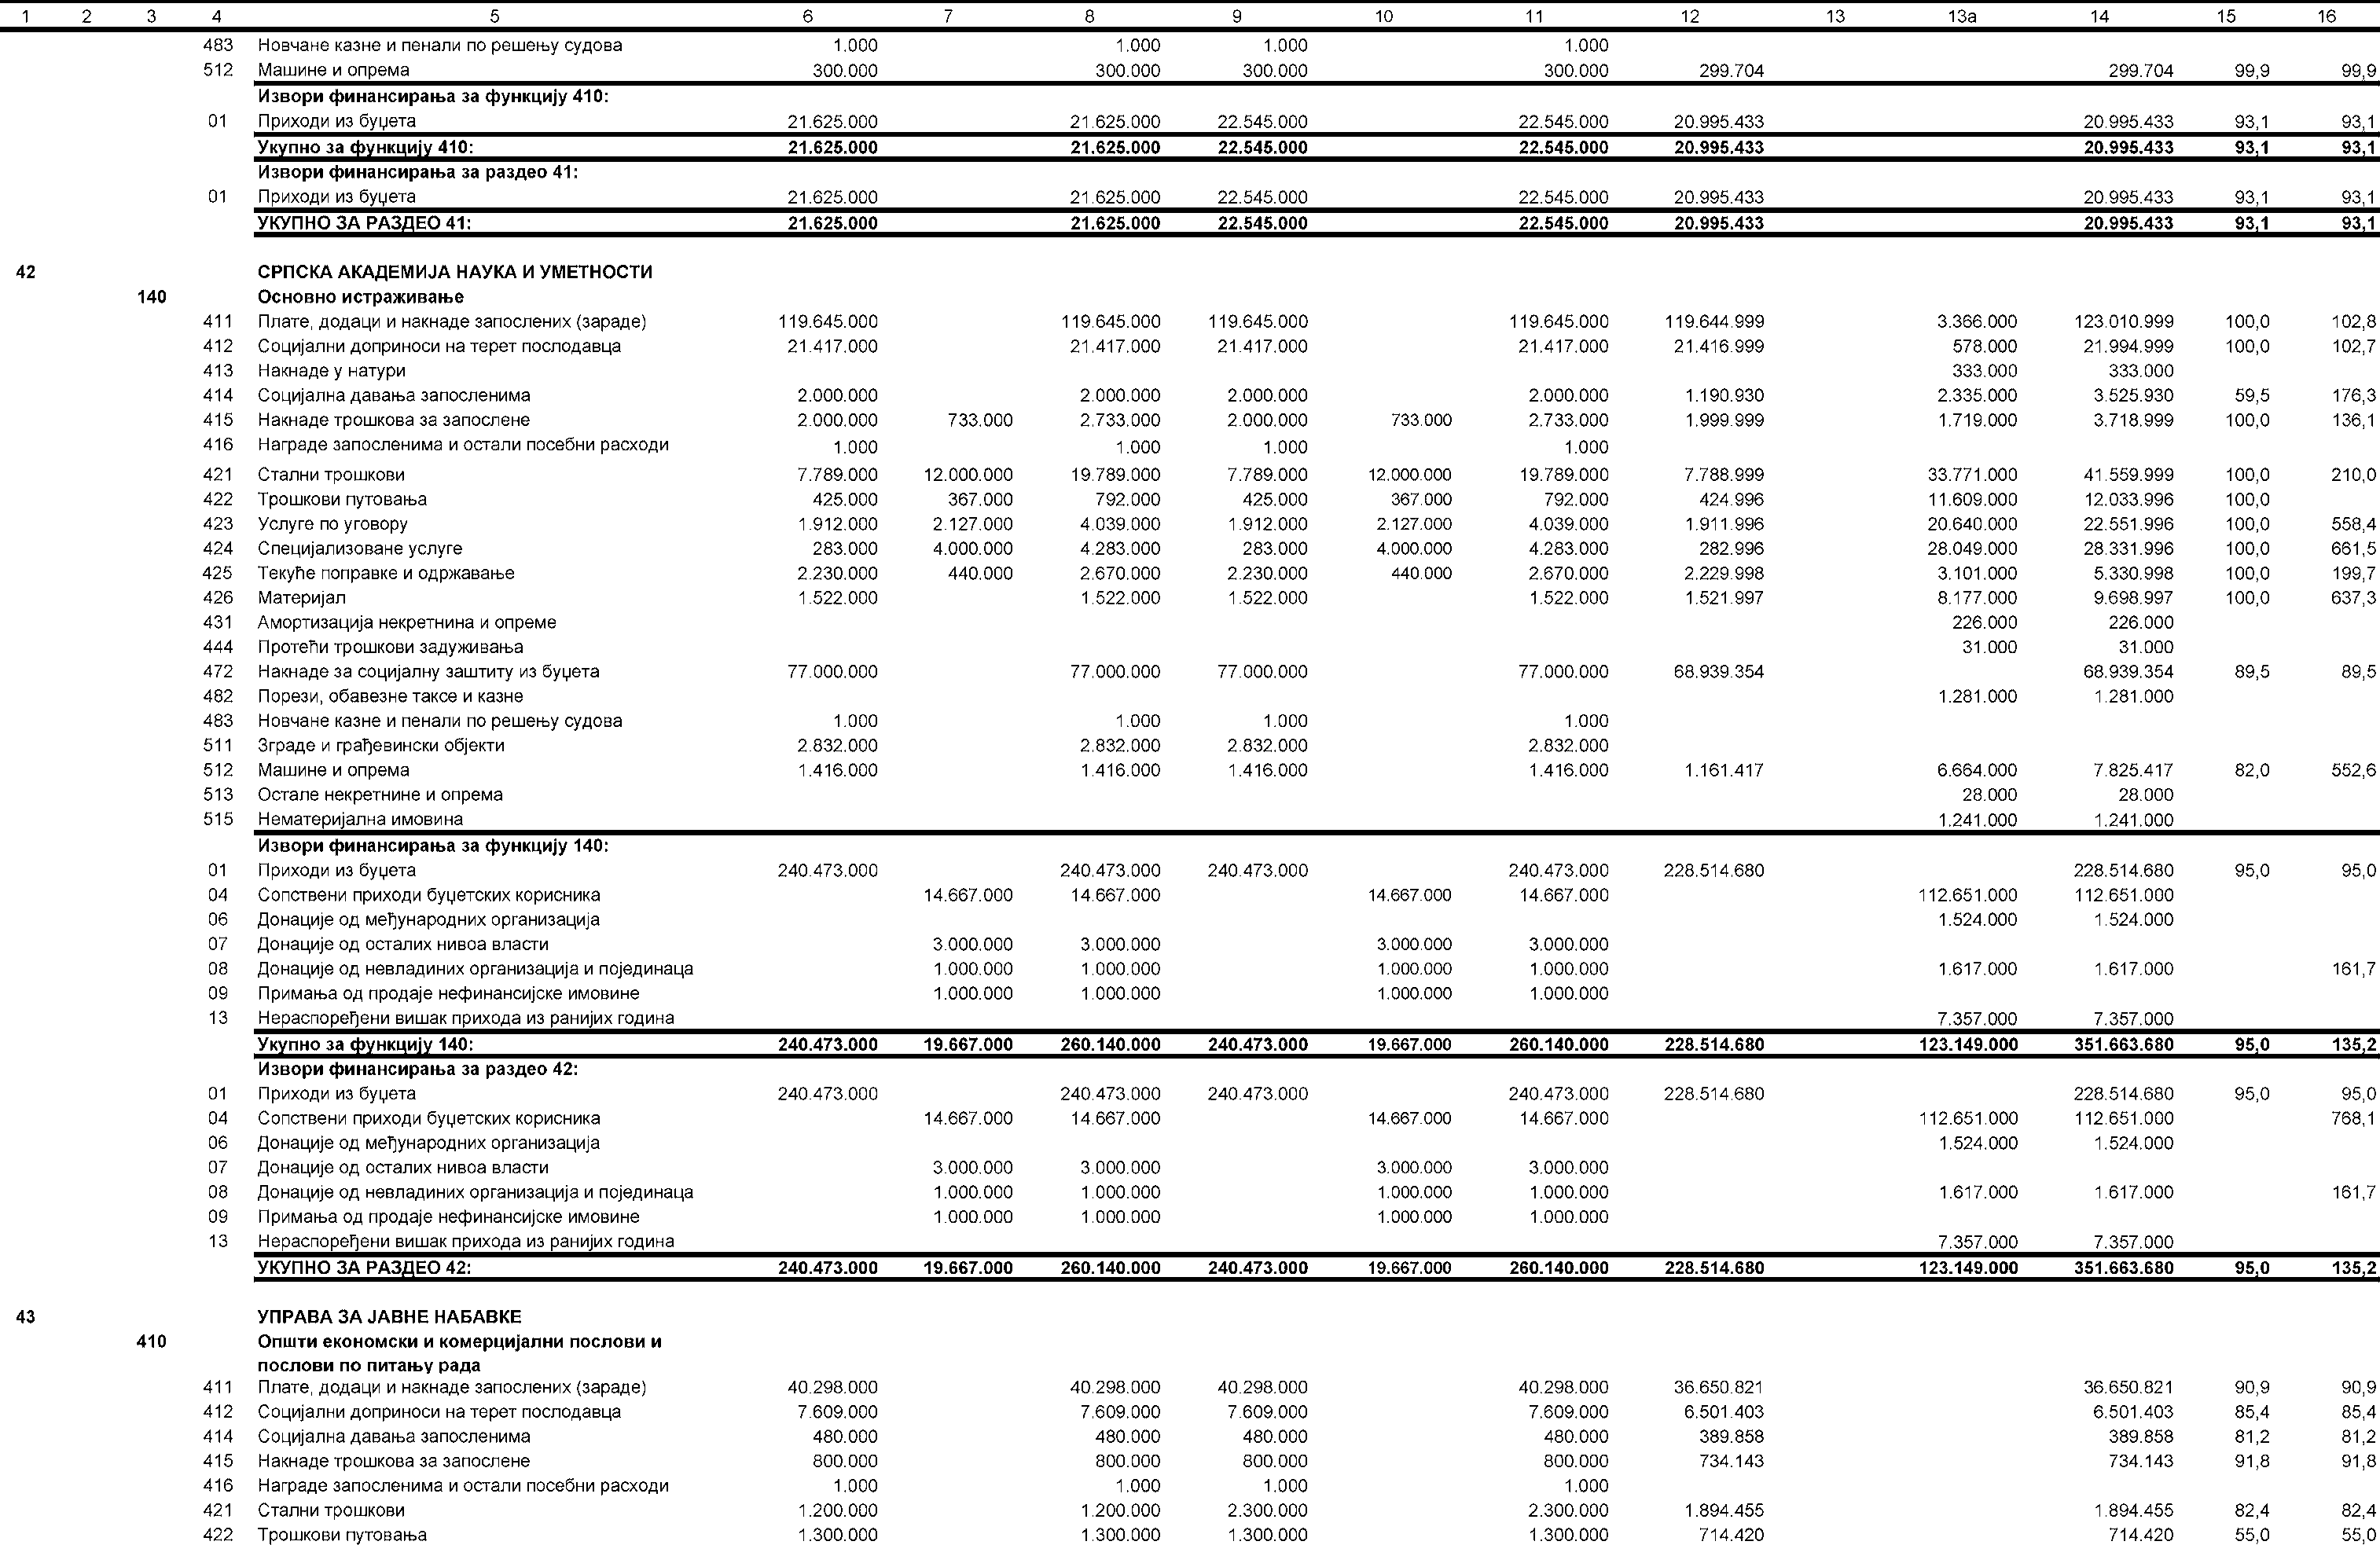 1 2 3 4 5 6 7 8 9 10 11 12 13 13a 14 15 16
483 Новчане казне и пенали по решењу судова 1.000 1.000 1.000 1.000
512 Машине и опрема 300.000 300.000 300.000 300.000 299.704 299.704 99,9 99,9
Извори финансирања за функцију 410:
01 Приходи из буџета 21.625.000 21.625.000 22.545.000 22.545.000 20.995.433 20.995.433 93,1 93,1
Укупно за функцију 410: 21.625.000 21.625.000 22.545.000 22.545.000 20.995.433 20.995.433 93,1 93,1
Извори финансирања за раздео 41:
01 Приходи из буџета 21.625.000 21.625.000 22.545.000 22.545.000 20.995.433 20.995.433 93,1 93,1
УКУПНО ЗА РАЗДЕО 41: 21.625.000 21.625.000 22.545.000 22.545.000 20.995.433 20.995.433 93,1 93,1
42 СРПСКА АКАДЕМИЈА НАУКА И УМЕТНОСТИ
140 Основно истраживање
411 Плате, додаци и накнаде запослених (зараде) 119.645.000 119.645.000 119.645.000 119.645.000 119.644.999 3.366.000 123.010.999 100,0 102,8
412 Социјални доприноси на терет послодавца 21.417.000 21.417.000 21.417.000 21.417.000 21.416.999 578.000 21.994.999 100,0 102,7
413 Накнаде у натури 333.000 333.000
414 Социјална давања запосленима 2.000.000 2.000.000 2.000.000 2.000.000 1.190.930 2.335.000 3.525.930 59,5 176,3
415 Накнаде трошкова за запослене 2.000.000 733.000 2.733.000 2.000.000 733.000 2.733.000 1.999.999 1.719.000 3.718.999 100,0 136,1
416 Награде запосленима и остали посебни расходи 1.000 1.000 1.000 1.000
421 Стални трошкови 7.789.000 12.000.000 19.789.000 7.789.000 12.000.000 19.789.000 7.788.999 33.771.000 41.559.999 100,0 210,0
422 Трошкови путовања 425.000 367.000 792.000 425.000 367.000 792.000 424.996 11.609.000 12.033.996 100,0
423 Услуге по уговору 1.912.000 2.127.000 4.039.000 1.912.000 2.127.000 4.039.000 1.911.996 20.640.000 22.551.996 100,0 558,4
424 Специјализоване услуге 283.000 4.000.000 4.283.000 283.000 4.000.000 4.283.000 282.996 28.049.000 28.331.996 100,0 661,5
425 Текуће поправке и одржавање 2.230.000 440.000 2.670.000 2.230.000 440.000 2.670.000 2.229.998 3.101.000 5.330.998 100,0 199,7
426 Материјал 1.522.000 1.522.000 1.522.000 1.522.000 1.521.997 8.177.000 9.698.997 100,0 637,3
431 Амортизација некретнина и опреме 226.000 226.000
444 Протећи трошкови задуживања 31.000 31.000
472 Накнаде за социјалну заштиту из буџета 77.000.000 77.000.000 77.000.000 77.000.000 68.939.354 68.939.354 89,5 89,5
482 Порези, обавезне таксе и казне 1.281.000 1.281.000
483 Новчане казне и пенали по решењу судова 1.000 1.000 1.000 1.000
511 Зграде и грађевински објекти 2.832.000 2.832.000 2.832.000 2.832.000
512 Машине и опрема 1.416.000 1.416.000 1.416.000 1.416.000 1.161.417 6.664.000 7.825.417 82,0 552,6
513 Остале некретнине и опрема 28.000 28.000
515 Нематеријална имовина 1.241.000 1.241.000
Извори финансирања за функцију 140:
01 Приходи из буџета 240.473.000 240.473.000 240.473.000 240.473.000 228.514.680 228.514.680 95,0 95,0
04 Сопствени приходи буџетских корисника 14.667.000 14.667.000 14.667.000 14.667.000 112.651.000 112.651.000
06 Донације од међународних организација 1.524.000 1.524.000
07 Донације од осталих нивоа власти 3.000.000 3.000.000 3.000.000 3.000.000
08 Донације од невладиних организација и појединаца 1.000.000 1.000.000 1.000.000 1.000.000 1.617.000 1.617.000 161,7
09 Примања од продаје нефинансијске имовине 1.000.000 1.000.000 1.000.000 1.000.000
13 Нераспоређени вишак прихода из ранијих година 7.357.000 7.357.000
Укупно за функцију 140: 240.473.000 19.667.000 260.140.000 240.473.000 19.667.000 260.140.000 228.514.680 123.149.000 351.663.680 95,0 135,2
Извори финансирања за раздео 42:
01 Приходи из буџета 240.473.000 240.473.000 240.473.000 240.473.000 228.514.680 228.514.680 95,0 95,0
04 Сопствени приходи буџетских корисника 14.667.000 14.667.000 14.667.000 14.667.000 112.651.000 112.651.000 768,1
06 Донације од међународних организација 1.524.000 1.524.000
07 Донације од осталих нивоа власти 3.000.000 3.000.000 3.000.000 3.000.000
08 Донације од невладиних организација и појединаца 1.000.000 1.000.000 1.000.000 1.000.000 1.617.000 1.617.000 161,7
09 Примања од продаје нефинансијске имовине 1.000.000 1.000.000 1.000.000 1.000.000
13 Нераспоређени вишак прихода из ранијих година 7.357.000 7.357.000
УКУПНО ЗА РАЗДЕО 42: 240.473.000 19.667.000 260.140.000 240.473.000 19.667.000 260.140.000 228.514.680 123.149.000 351.663.680 95,0 135,2
43 УПРАВА ЗА ЈАВНЕ НАБАВКЕ
410 Општи економски и комерцијални послови и
послови по питању рада
411 Плате, додаци и накнаде запослених (зараде) 40.298.000 40.298.000 40.298.000 40.298.000 36.650.821 36.650.821 90,9 90,9
412 Социјални доприноси на терет послодавца 7.609.000 7.609.000 7.609.000 7.609.000 6.501.403 6.501.403 85,4 85,4
414 Социјална давања запосленима 480.000 480.000 480.000 480.000 389.858 389.858 81,2 81,2
415 Накнаде трошкова за запослене 800.000 800.000 800.000 800.000 734.143 734.143 91,8 91,8
416 Награде запосленима и остали посебни расходи 1.000 1.000 1.000 1.000
421 Стални трошкови 1.200.000 1.200.000 2.300.000 2.300.000 1.894.455 1.894.455 82,4 82,4
422 Трошкови путовања 1.300.000 1.300.000 1.300.000 1.300.000 714.420 714.420 55,0 55,0